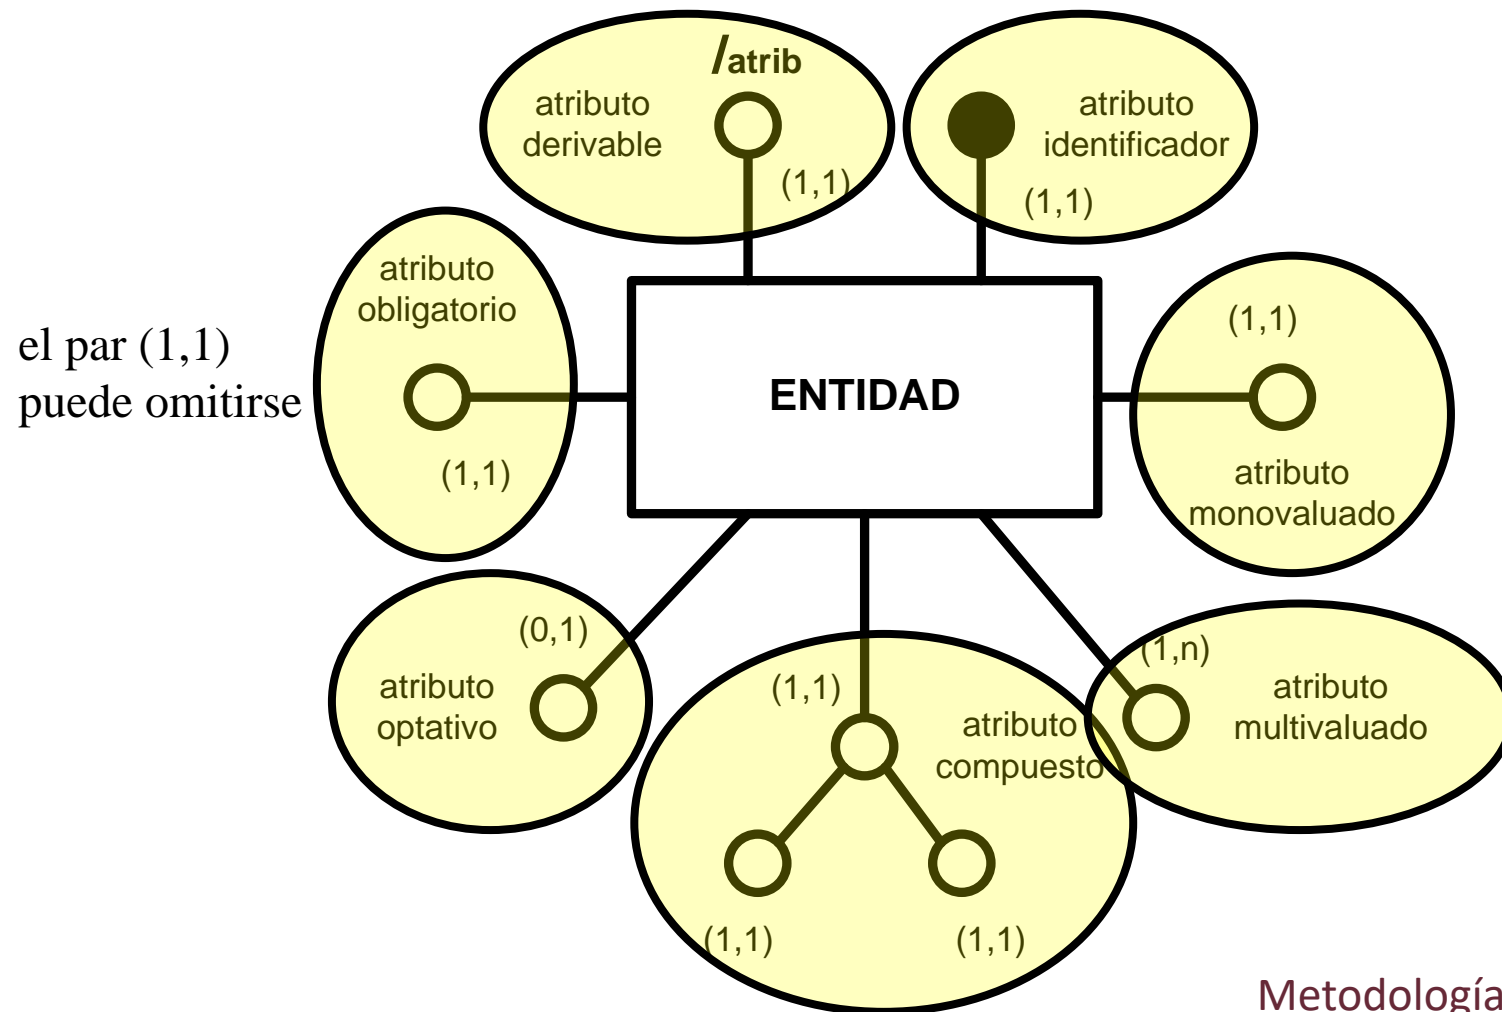 /atrib
atributo
derivable
(1,1)
atributo
identificador
(1,1)
atributo
obligatorio
(1,1)
el par (1,1)
puede omitirse
ENTIDAD
(1,1)
atributo
monovaluado
(0,1)
atributo
optativo
(1,1)
atributo
compuesto
(1,1)
(1,1)
(1,n)
atributo
multivaluado
Metodología